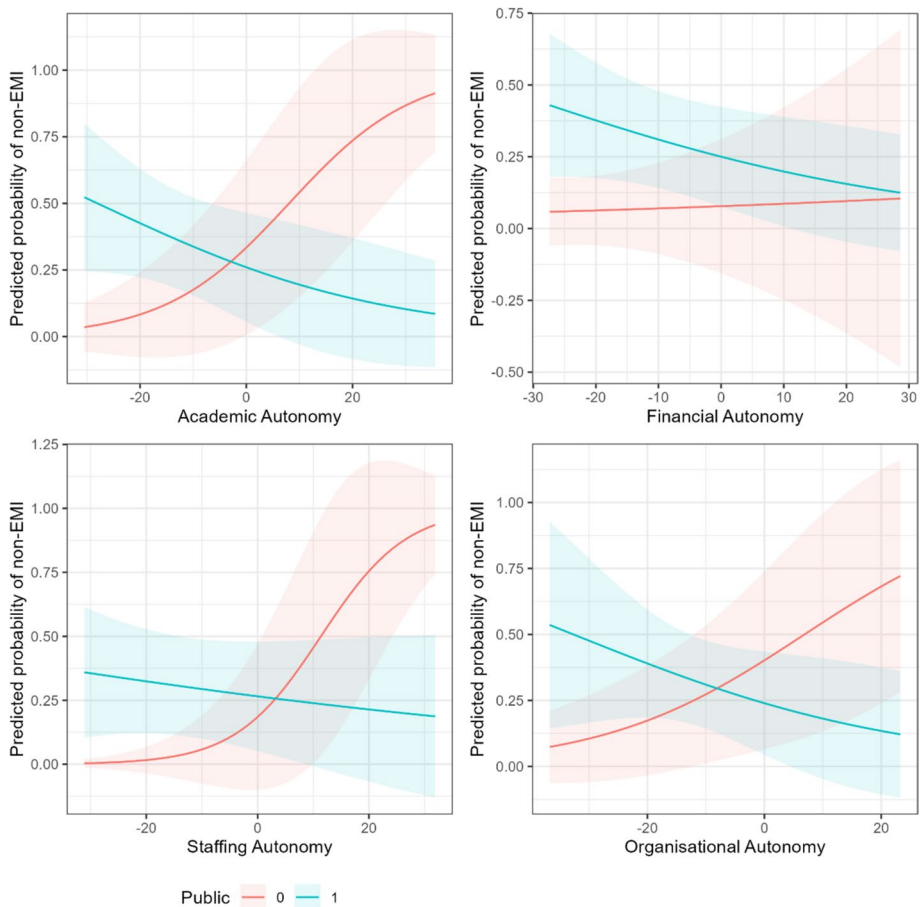 Predicted probability of non-EMI
1.00
0.75
0.50
0.25
0.00
-20 0 20
Academic Autonomy
Predicted probability of non-EMI
0.75
0.50
0.25
0.00
-0.25
-0.50
-30 -20 -10 0 10 20 30
Financial Autonomy
Predicted probability of non-EMI
1.25
1.00
0.75
0.50
0.25
0.00
-20 0 20
Staffing Autonomy
Predicted probability of non-EMI
1.00
0.75
0.50
0.25
0.00
-20 0 20
Organisational Autonomy
Public 0 1